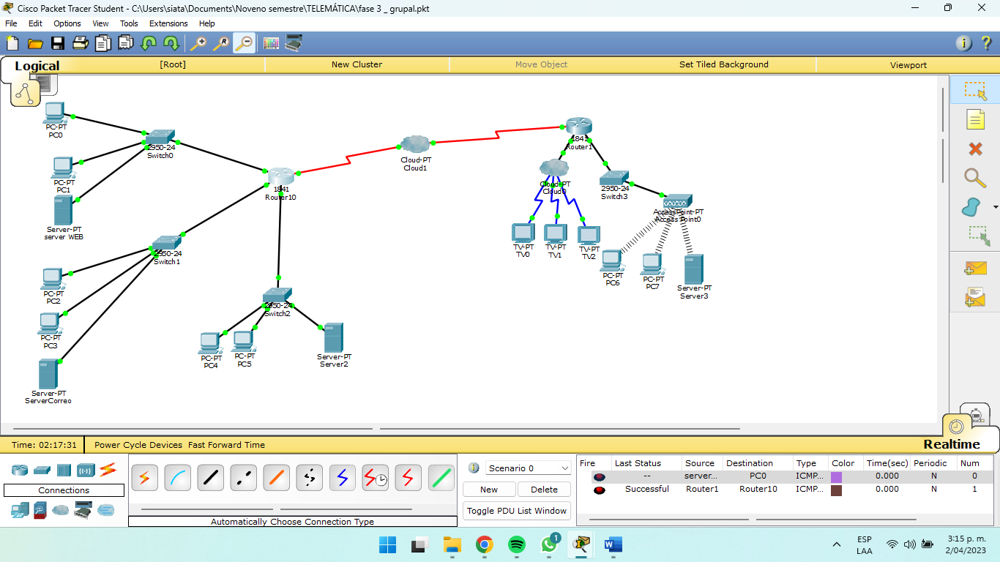 Cisco Packet Tracer Student - C:\Users\siata\Documents\Noveno semestre\TELEMÁTICA\fase 3 _ grupal.pkt
File Edit Options View Tools Extensions Help
Logical [Root] New Cluster Move Object Set Tiled Background Viewport
PC-PT
PC0
2950-24
Switch0
PC-PT
PC1
Server-PT
server WEB
1841
Router10
Cloud-PT
Cloud1
1841
Router1
Cloud-PT
Cloud0
2950-24
Switch3
AccessPoint-PT
Access Point0
TV-PT
TV0
TV-PT
TV1
TV-PT
TV2
PC-PT
PC6
PC-PT
PC7
Server-PT
Server3
2950-24
Switch1
PC-PT
PC2
PC-PT
PC3
Server-PT
ServerCorreo
2950-24
Switch2
PC-PT
PC4
PC-PT
PC5
Server-PT
Server2
Time: 02:17:31 Power Cycle Devices Fast Forward Time Realtime
Connections
Automatically Choose Connection Type
Scenario 0
New Delete
Toggle PDU List Window
Fire Last Status Source Destination Type Color Time(sec) Periodic Num
-- server... PC0 ICMP... 0.000 N 0
Successful Router1 Router10 ICMP... 0.000 N 1
1
ESP
LAA
3:15 p. m.
2/04/2023